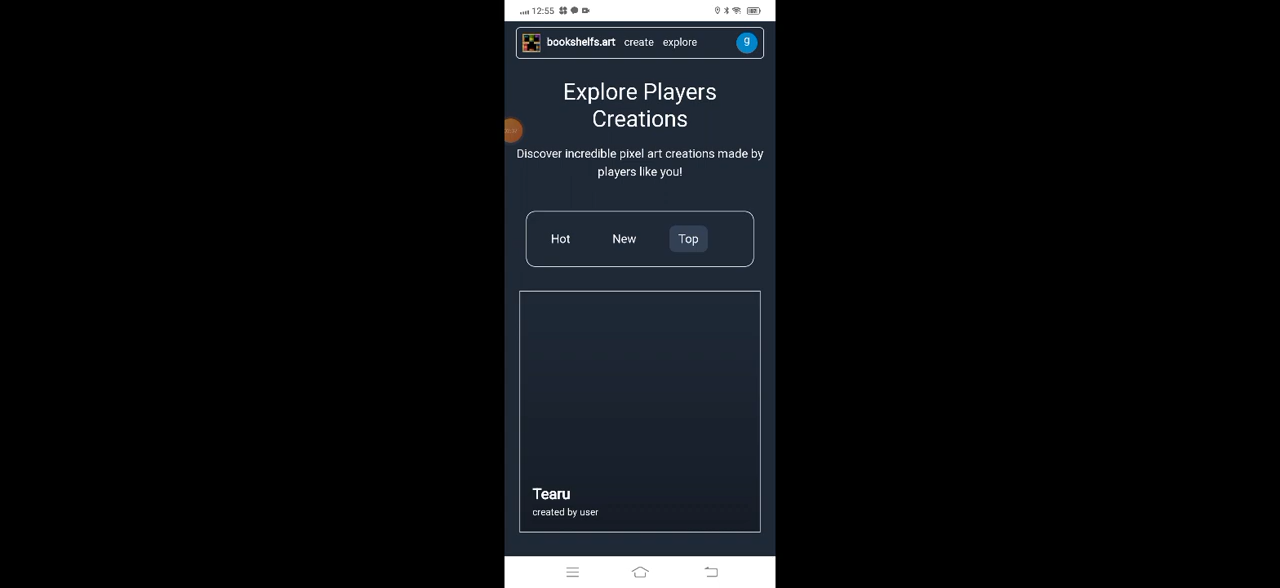 12:55
bookshelfs.art create explore g
Explore Players
Creations
Discover incredible pixel art creations made by
players like you!
Hot New Top
Tearu
created by user